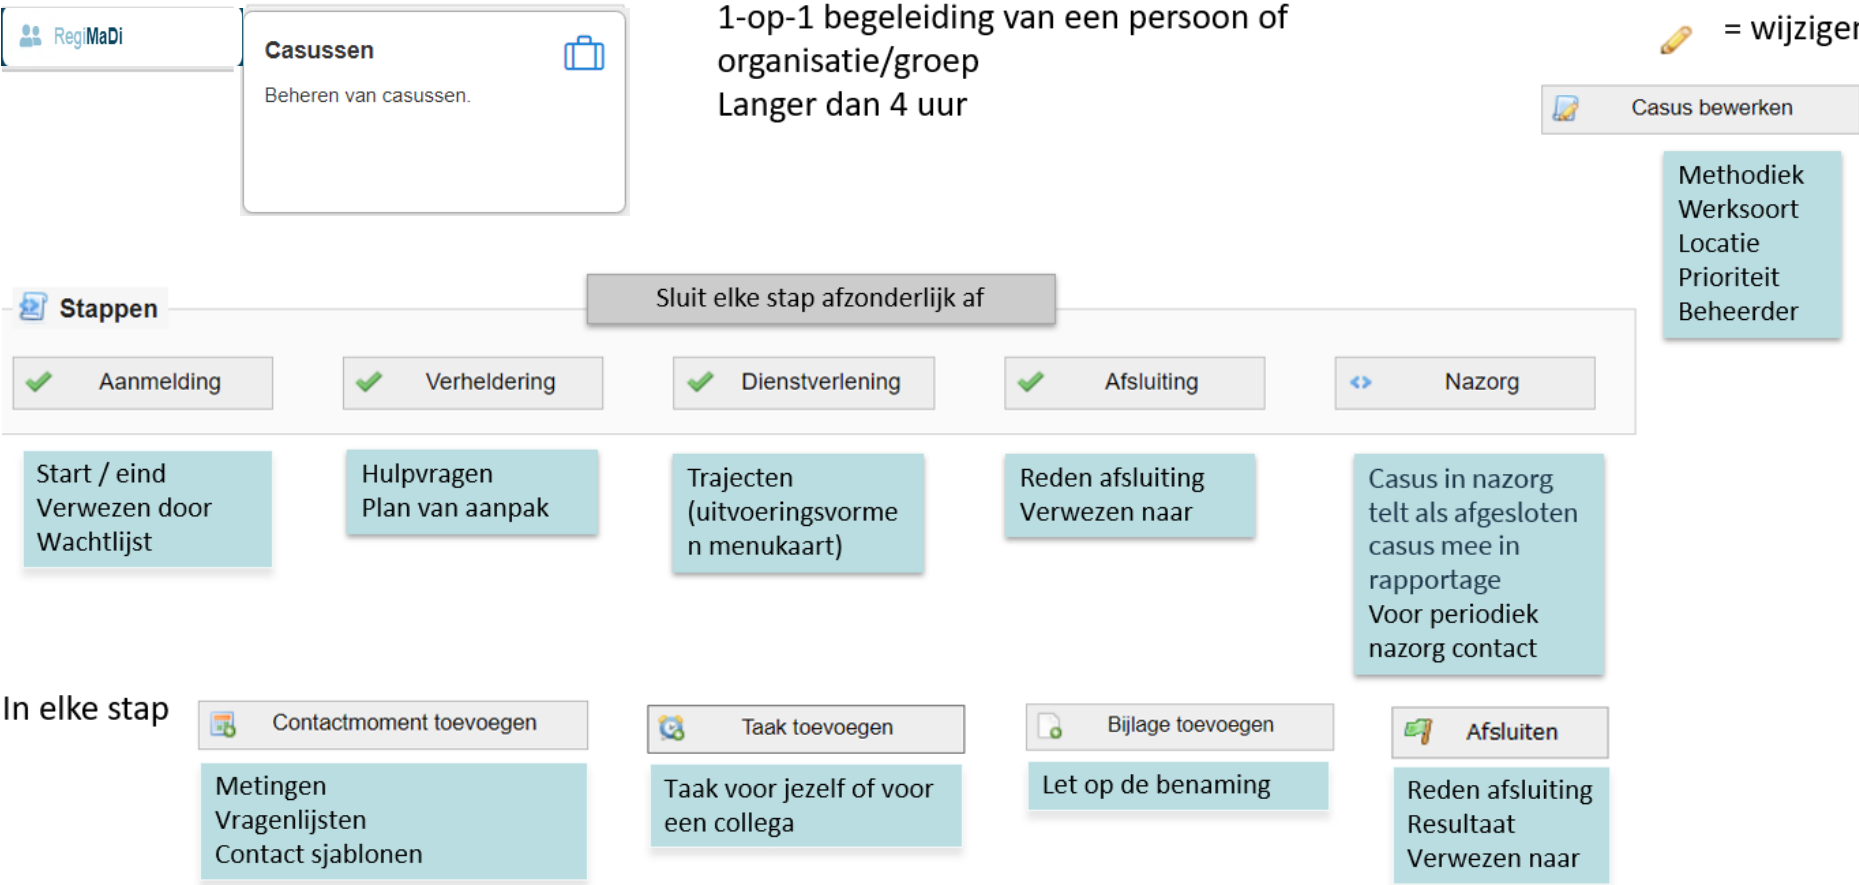 RegiMaDi
Casussen
Beheren van casussen.
1-op-1 begeleiding van een persoon of
organisatie/groep
Langer dan 4 uur
= wijziger
Casus bewerken
Methodiek
Werksoort
Locatie
Prioriteit
Beheerder
Stappen
Sluit elke stap afzonderlijk af
Aanmelding
Verheldering
Dienstverlening
Afsluiting
Nazorg
Start / eind
Verwezen door
Wachtlijst
Hulpvragen
Plan van aanpak
Trajecten
(uitvoeringsvorme
n menukaart)
Reden afsluiting
Verwezen naar
Casus in nazorg
telt als afgesloten
casus mee in
rapportage
Voor periodiek
nazorg contact
In elke stap
Contactmoment toevoegen
Taak toevoegen
Bijlage toevoegen
Afsluiten
Metingen
Vragenlijsten
Contact sjablonen
Taak voor jezelf of voor
een collega
Let op de benaming
Reden afsluiting
Resultaat
Verwezen naar